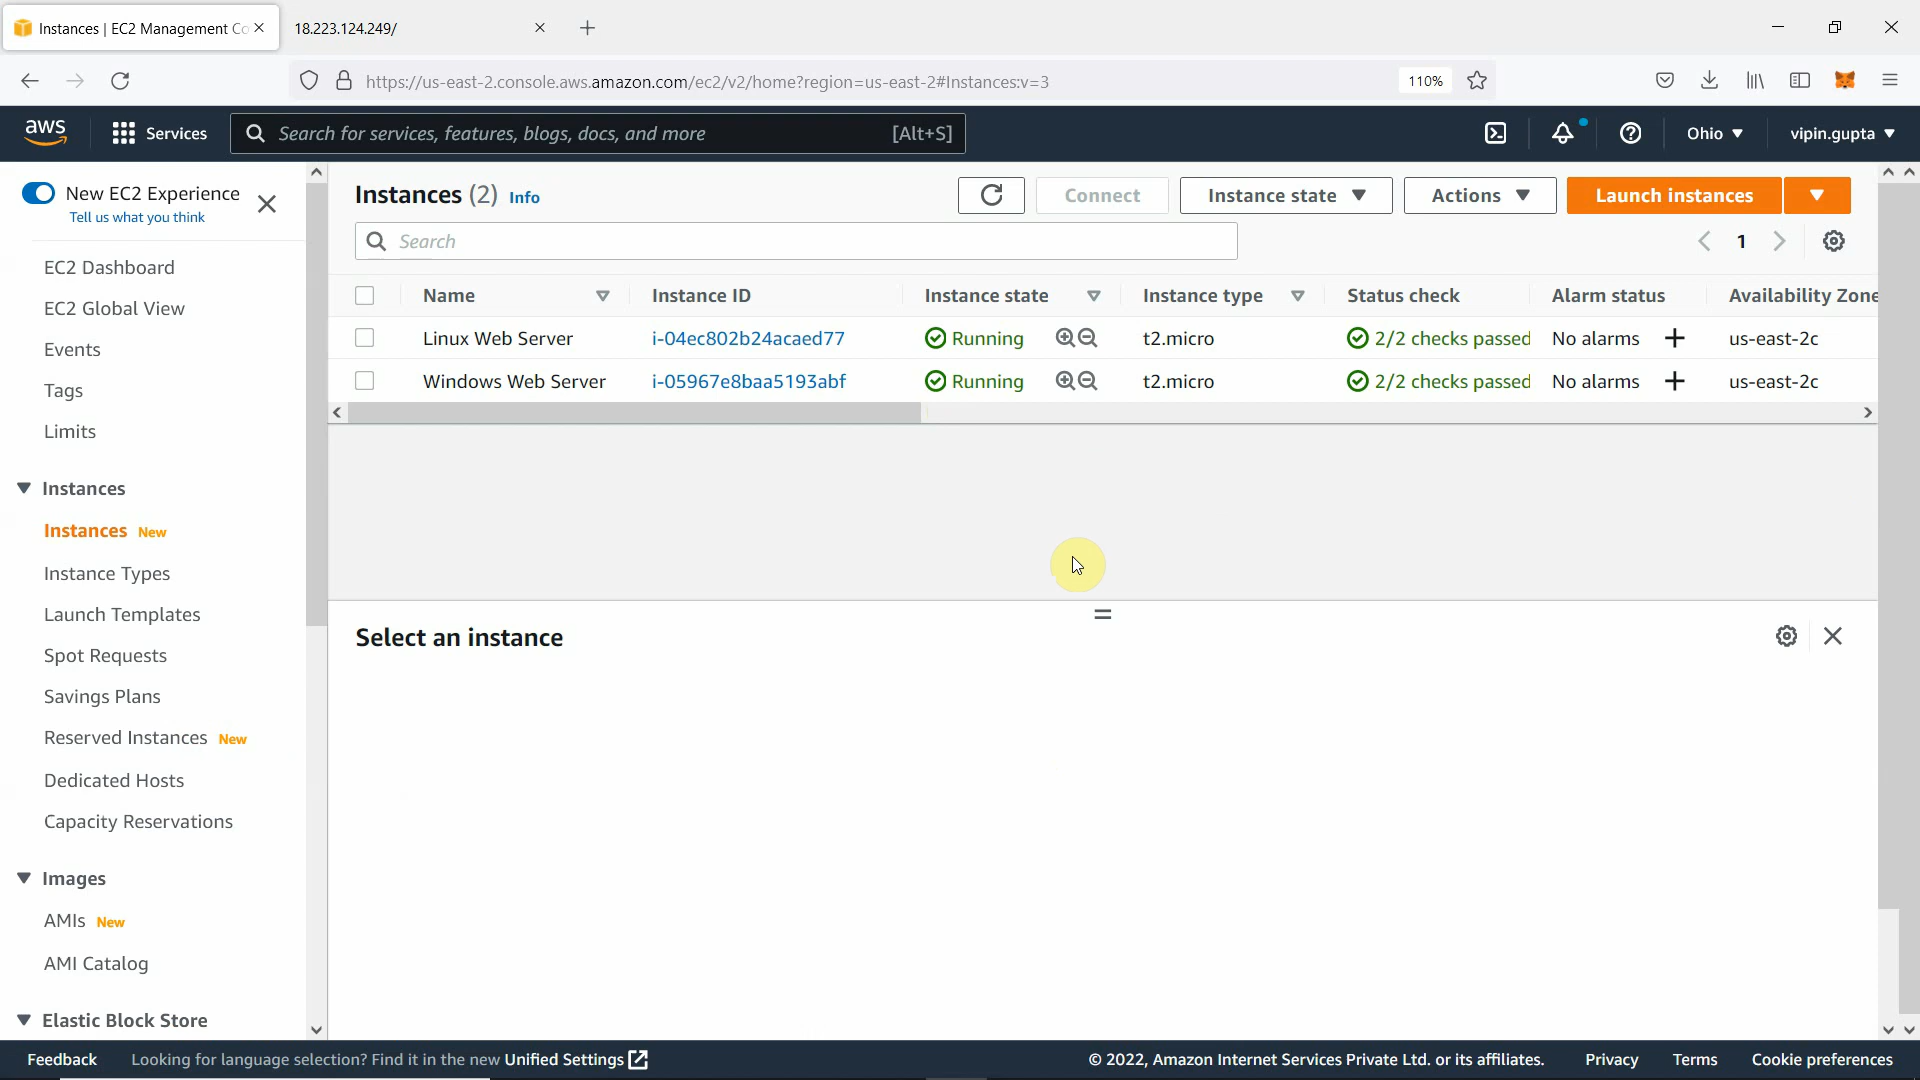 Instances | EC2 Management Co
18.223.124.249/
https://us-east-2.console.aws.amazon.com/ec2/v2/home?region=us-east-2#Instances:v=3
110%
aws
Services
Search for services, features, blogs, docs, and more
[Alt+S]
Ohio
vipin.gupta
New EC2 Experience
Tell us what you think
EC2 Dashboard
EC2 Global View
Events
Tags
Limits
Instances
Instances New
Instance Types
Launch Templates
Spot Requests
Savings Plans
Reserved Instances New
Dedicated Hosts
Capacity Reservations
Images
AMIs New
AMI Catalog
Elastic Block Store
Instances (2) Info
Connect
Instance state
Actions
Launch instances
Search
1
Name Instance ID Instance state Instance type Status check Alarm status Availability Zone
Linux Web Server i-04ec802b24acaed77 Running t2.micro 2/2 checks passed No alarms us-east-2c
Windows Web Server i-05967e8baa5193abf Running t2.micro 2/2 checks passed No alarms us-east-2c
Select an instance
Feedback
Looking for language selection? Find it in the new Unified Settings
© 2022, Amazon Internet Services Private Ltd. or its affiliates.
Privacy
Terms
Cookie preferences